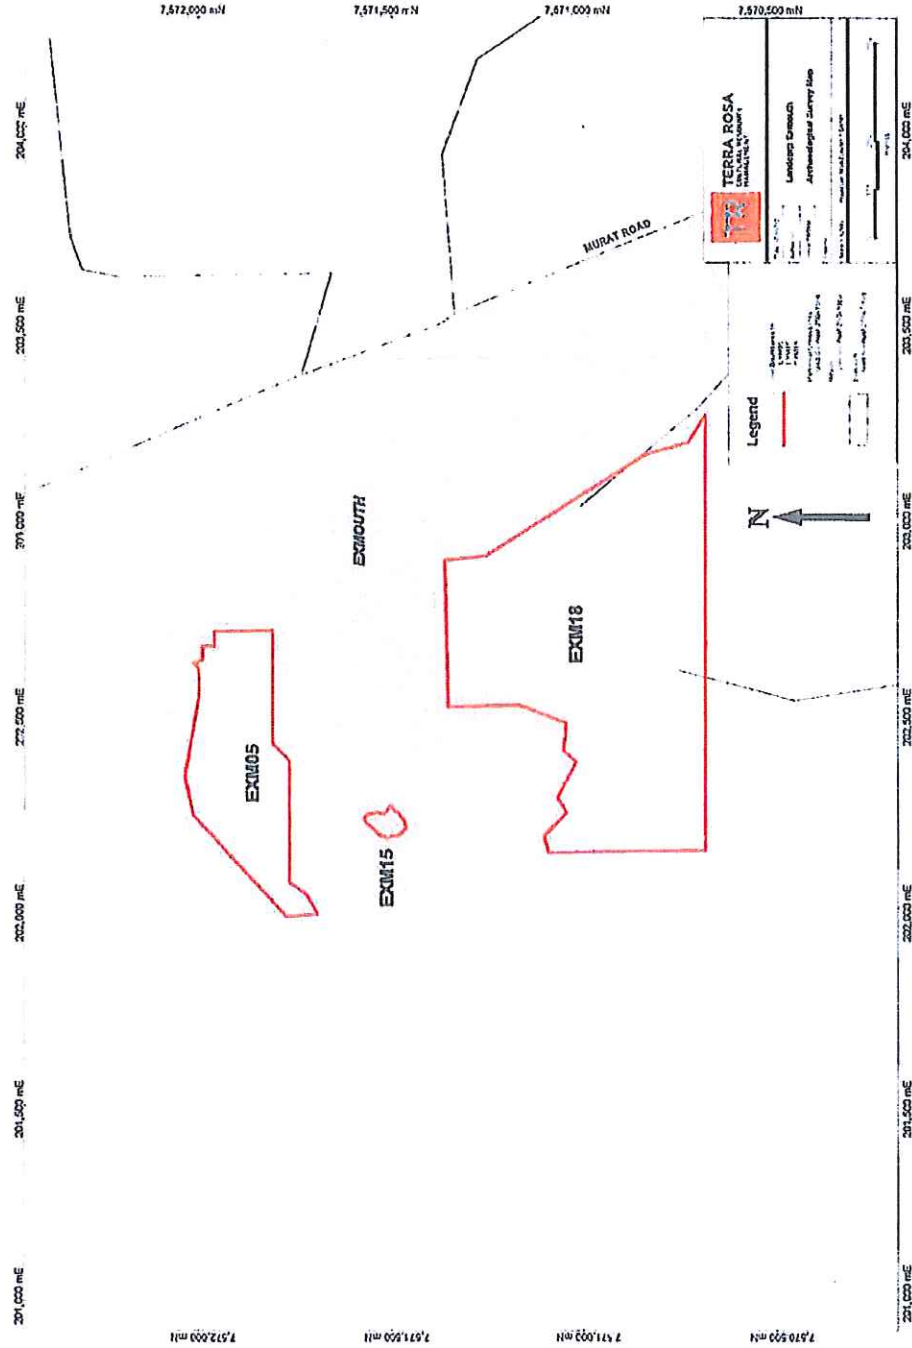 7,572,000 mN
7,571,500 mN
7,571,000 mN
7,570,500 mN
204,000 mE
203,500 mE
203,000 mE
202,500 mE
202,000 mE
201,500 mE
201,000 mE
MURAT ROAD
EXMOUTH
EXM05
EXM15
EXM18
Legend
N
TR
TERRA ROSA
CULTURAL RESOURCE
MANAGEMENT
Landcorp Exmouth
Archaeological Survey Map
204,000 mE
203,500 mE
203,000 mE
202,500 mE
202,000 mE
201,500 mE
201,000 mE
7,572,000 mN
7,571,500 mN
7,571,000 mN
7,570,500 mN